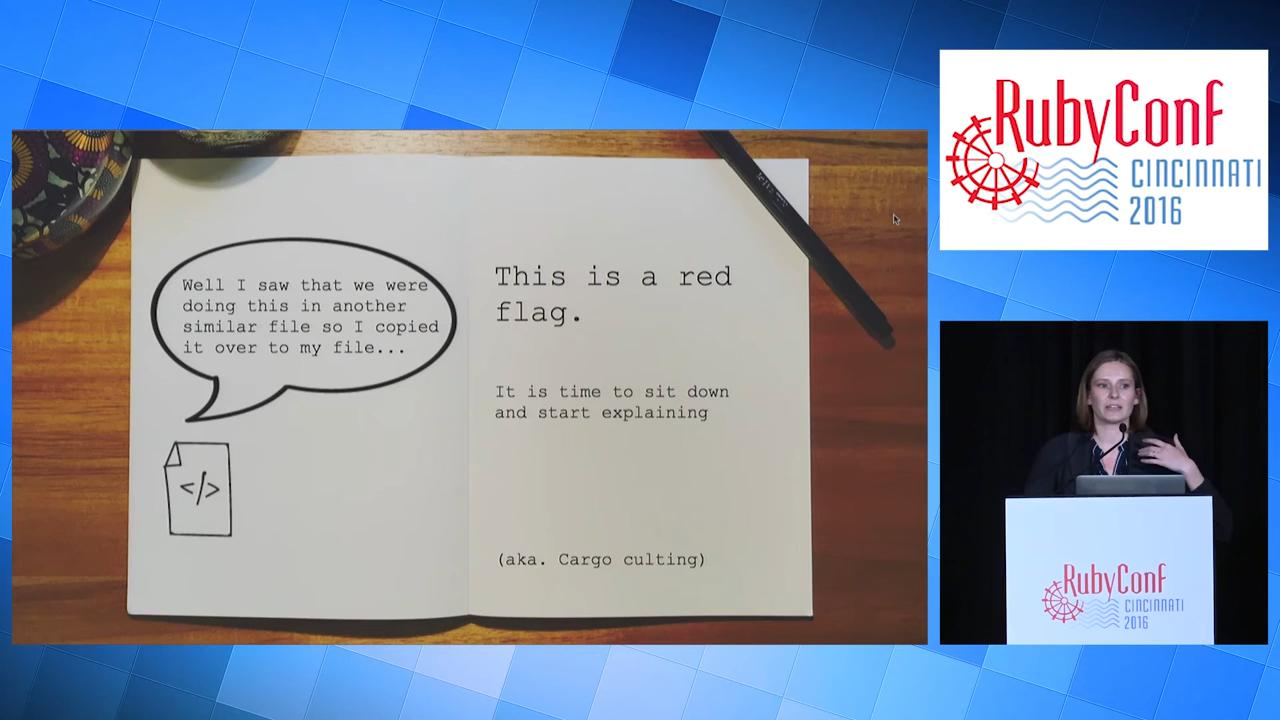 Well I saw that we were
doing this in another
similar file so I copied
it over to my file...
</>
This is a red
flag.
It is time to sit down
and start explaining
(aka. Cargo culting)
RubyConf
CINCINNATI
2016
RubyConf
CINCINNATI
2016